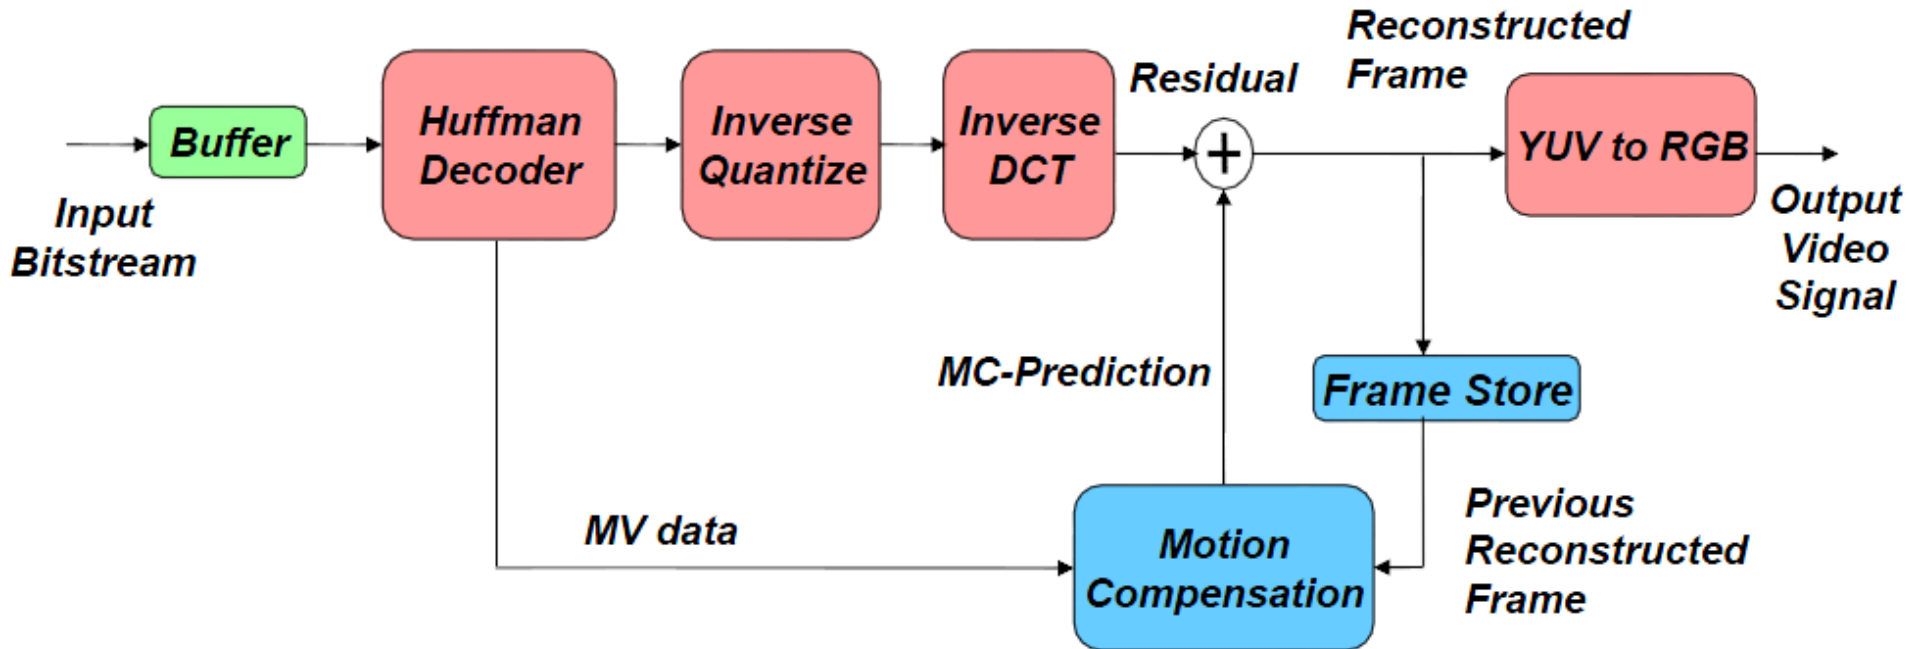 Buffer
Input
Bitstream
Huffman
Decoder
Inverse
Quantize
Inverse
DCT
Residual
+
Reconstructed
Frame
YUV to RGB
Output
Video
Signal
MC-Prediction
Frame Store
MV data
Motion
Compensation
Previous
Reconstructed
Frame